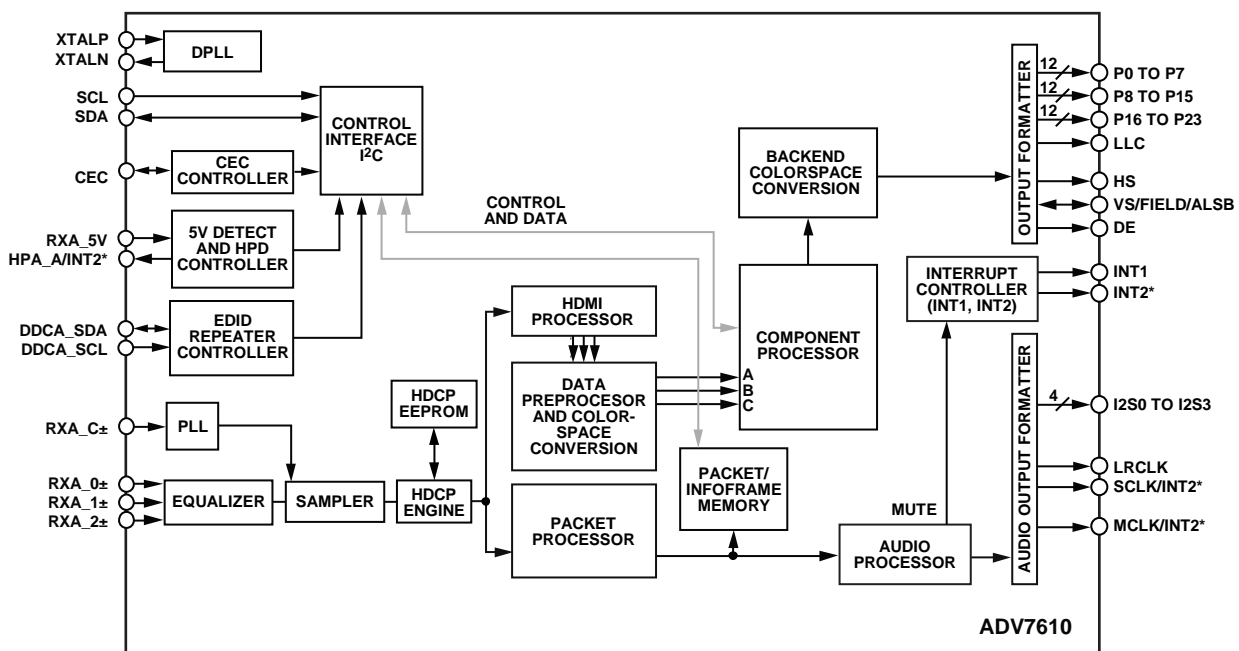 XTALP
XTALN
DPLL
SCL
SDA
CONTROL
INTERFACE
I2C
CEC
CEC
CONTROLLER
RXA_5V
HPA_A/INT2*
5V DETECT
AND HPD
CONTROLLER
DDCA_SDA
DDCA_SCL
EDID
REPEATER
CONTROLLER
RXA_C±
PLL
RXA_0±
RXA_1±
RXA_2±
EQUALIZER
SAMPLER
HDCP
EEPROM
HDCP
ENGINE
CONTROL
AND DATA
HDMI
PROCESSOR
DATA
PREPROCESOR
AND COLOR-
SPACE
CONVERSION
PACKET
PROCESSOR
A
B
C
COMPONENT
PROCESSOR
BACKEND
COLORSPACE
CONVERSION
PACKET/
INFOFRAME
MEMORY
MUTE
AUDIO
PROCESSOR
INTERRUPT
CONTROLLER
(INT1, INT2)
OUTPUT FORMATTER
12
P0 TO P7
12
P8 TO P15
12
P16 TO P23
LLC
HS
VS/FIELD/ALSB
DE
INT1
INT2*
AUDIO OUTPUT FORMATTER
4
I2S0 TO I2S3
LRCLK
SCLK/INT2*
MCLK/INT2*
ADV7610